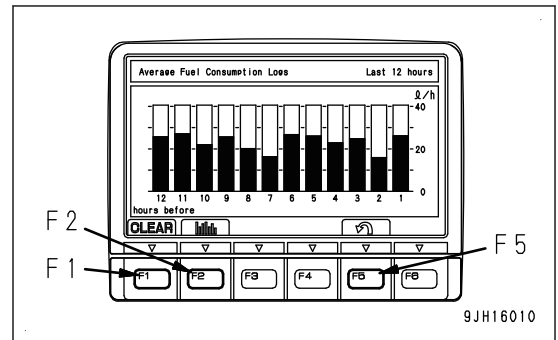 Average Fuel Consumption Logs Last 12 hours
ℓ/h
40
20
0
12 11 10 9 8 7 6 5 4 3 2 1
hours before
CLEAR
F2
F1
F5
F1 F2 F3 F4 F5 F6
9JH16010